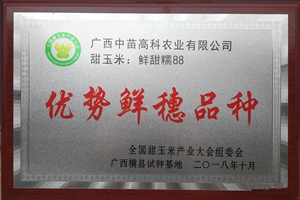 广西中苗高科农业有限公司
甜玉米：鲜甜糯88
优势鲜穗品种
全国甜玉米产业大会组委会
广西横县试种基地 二〇一八年十月